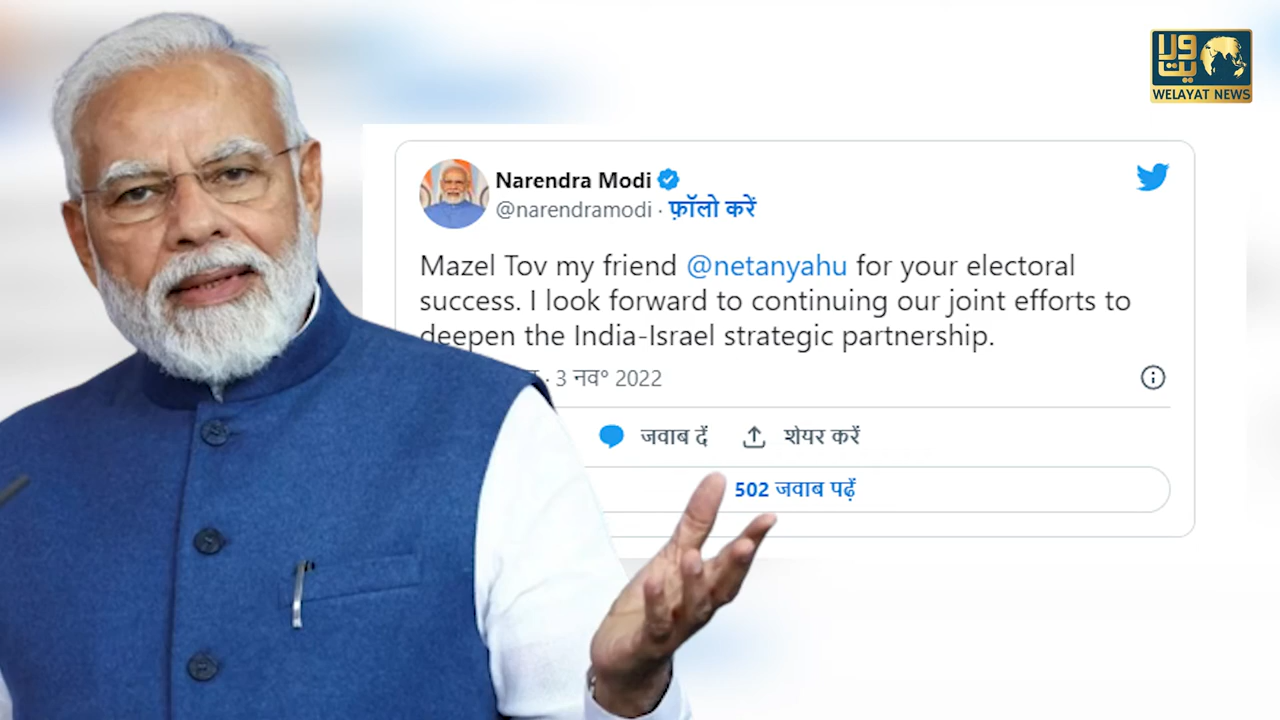 ولایت
WELAYAT NEWS
Narendra Modi
@narendramodi · फ़ॉलो करें
Mazel Tov my friend @netanyahu for your electoral
success. I look forward to continuing our joint efforts to
deepen the India-Israel strategic partnership.
· 3 नव॰ 2022
जवाब दें शेयर करें
502 जवाब पढ़ें